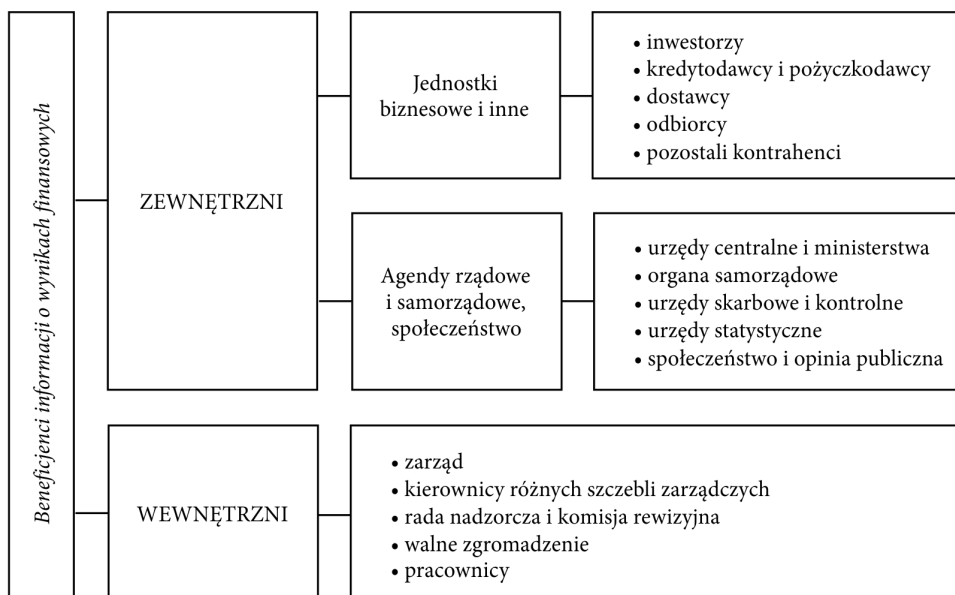 Beneficjenci informacji o wynikach finansowych
ZEWNĘTRZNI
Jednostki
biznesowe i inne
• inwestorzy
• kredytodawcy i pożyczkodawcy
• dostawcy
• odbiorcy
• pozostali kontrahenci
Agendy rządowe
i samorządowe,
społeczeństwo
• urzędy centralne i ministerstwa
• organa samorządowe
• urzędy skarbowe i kontrolne
• urzędy statystyczne
• społeczeństwo i opinia publiczna
WEWNĘTRZNI
• zarząd
• kierownicy różnych szczebli zarządczych
• rada nadzorcza i komisja rewizyjna
• walne zgromadzenie
• pracownicy